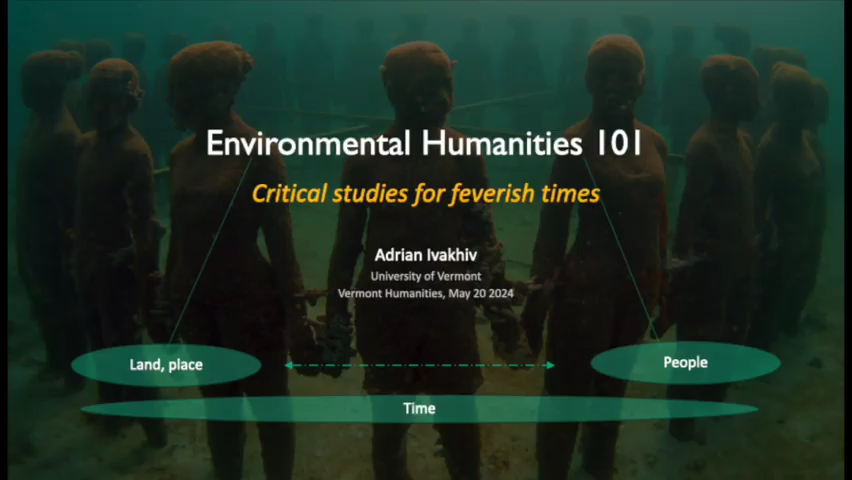 Environmental Humanities 101
Critical studies for feverish times
Adrian Ivakhiv
University of Vermont
Vermont Humanities, May 20 2024
Land, place
People
Time